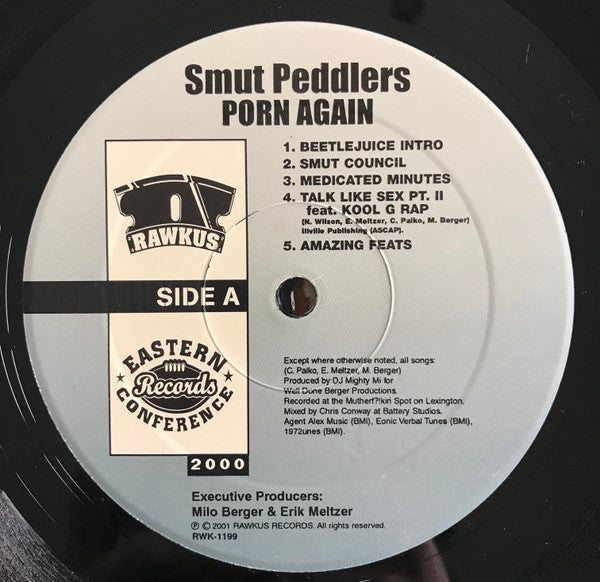 Smut Peddlers
PORN AGAIN
1. BEETLEJUICE INTRO
2. SMUT COUNCIL
3. MEDICATED MINUTES
4. TALK LIKE SEX PT. II
feat. KOOL G RAP
(N. Wilson, E. Meltzer, C. Palko, M. Berger)
Illville Publishing (ASCAP).
5. AMAZING FEATS
RAWKUS
SIDE A
EASTERN
Records
CONFERENCE
2000
Except where otherwise noted, all songs:
(C. Palko, E. Meltzer, M. Berger)
Produced by DJ Mighty Mi for
Well Done Berger Productions.
Recorded at the Mutherf?!kin Spot on Lexington.
Mixed by Chris Conway at Battery Studios.
Agent Alex Music (BMI), Eonic Verbal Tunes (BMI),
1972unes (BMI).
Executive Producers:
Milo Berger & Erik Meltzer
℗ © 2001 RAWKUS RECORDS. All rights reserved.
RWK-1199